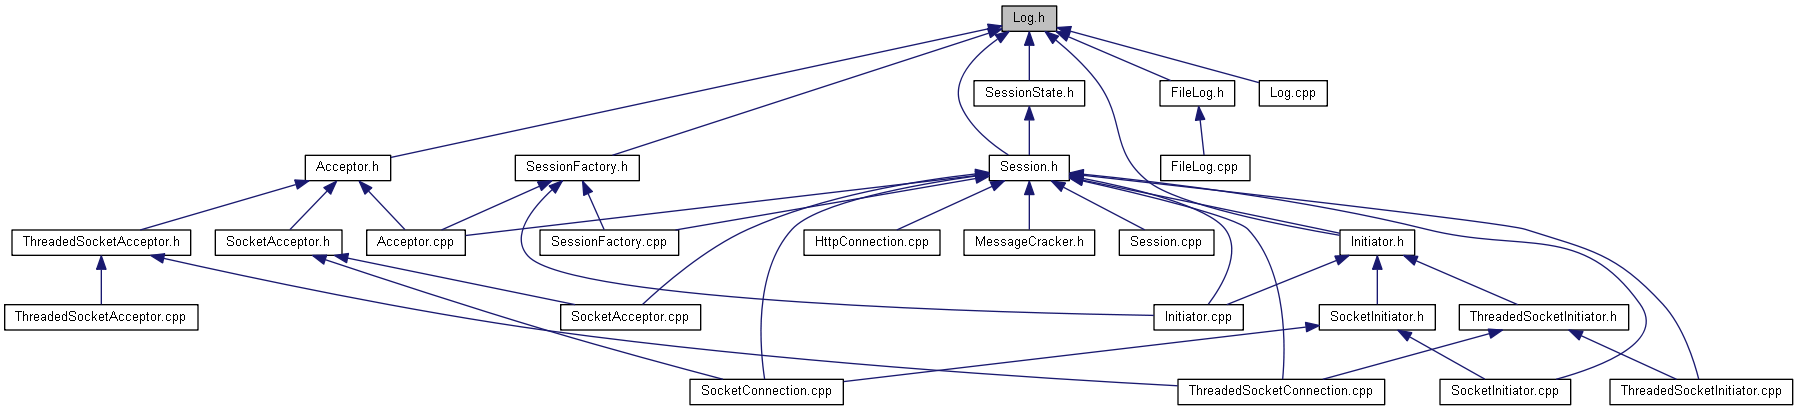 Log.h
SessionState.h
FileLog.h
Log.cpp
Acceptor.h
SessionFactory.h
Session.h
FileLog.cpp
ThreadedSocketAcceptor.h
SocketAcceptor.h
Acceptor.cpp
SessionFactory.cpp
HttpConnection.cpp
MessageCracker.h
Session.cpp
Initiator.h
ThreadedSocketAcceptor.cpp
SocketAcceptor.cpp
Initiator.cpp
SocketInitiator.h
ThreadedSocketInitiator.h
SocketConnection.cpp
ThreadedSocketConnection.cpp
SocketInitiator.cpp
ThreadedSocketInitiator.cpp